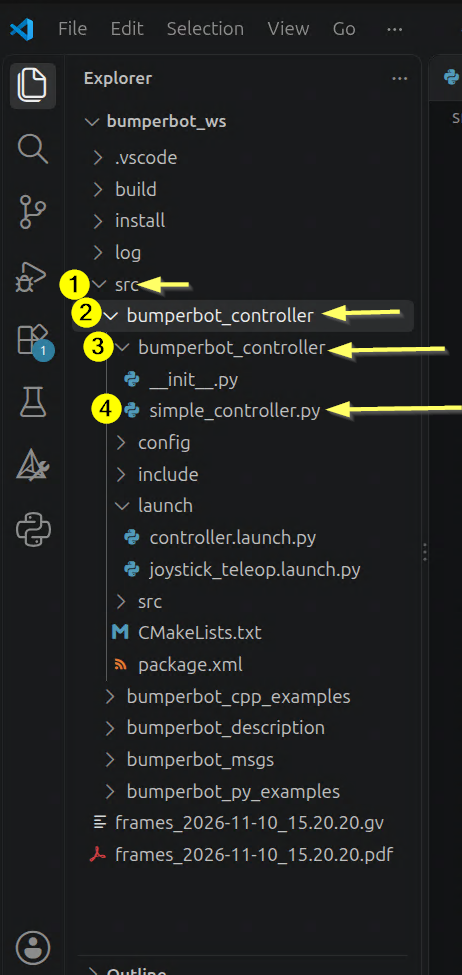 File Edit Selection View Go ···
Explorer ···
bumperbot_ws
.vscode
build
install
log
1 src
2 bumperbot_controller
3 bumperbot_controller
__init__.py
4 simple_controller.py
config
include
launch
controller.launch.py
joystick_teleop.launch.py
src
M CMakeLists.txt
package.xml
bumperbot_cpp_examples
bumperbot_description
bumperbot_msgs
bumperbot_py_examples
frames_2026-11-10_15.20.20.gv
frames_2026-11-10_15.20.20.pdf
1
Outline